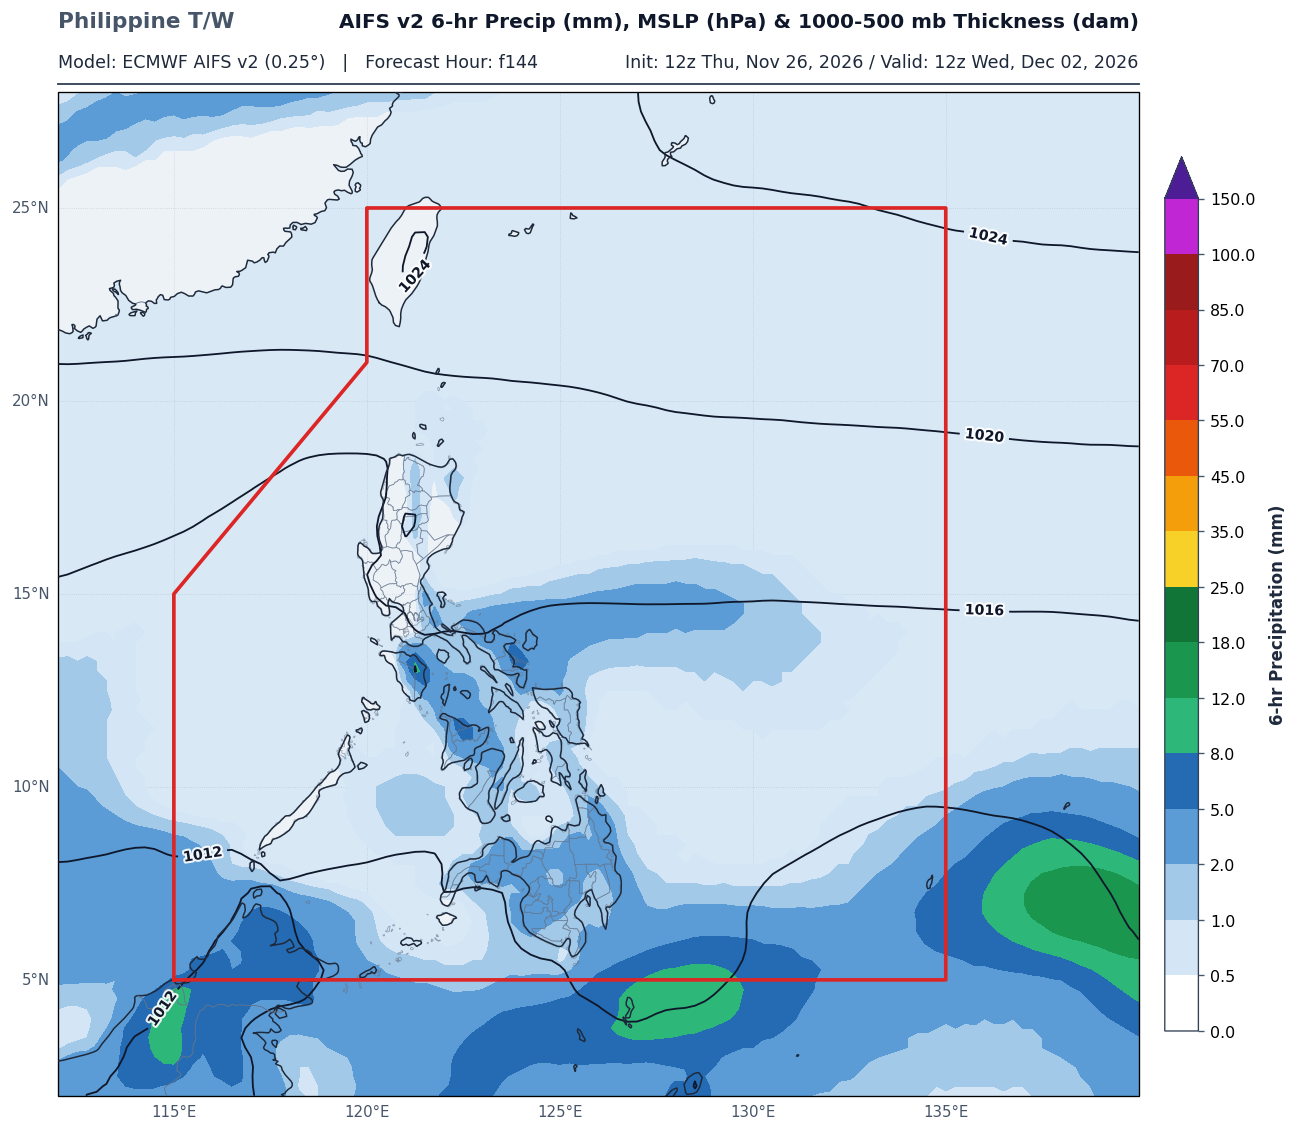 Philippine T/W
AIFS v2 6-hr Precip (mm), MSLP (hPa) & 1000-500 mb Thickness (dam)
Model: ECMWF AIFS v2 (0.25°) | Forecast Hour: f144
Init: 12z Thu, Nov 26, 2026 / Valid: 12z Wed, Dec 02, 2026
25°N
20°N
15°N
10°N
5°N
1024
1024
1020
1016
1012
1012
115°E
120°E
125°E
130°E
135°E
150.0
100.0
85.0
70.0
55.0
45.0
35.0
25.0
18.0
12.0
8.0
5.0
2.0
1.0
0.5
0.0
6-hr Precipitation (mm)